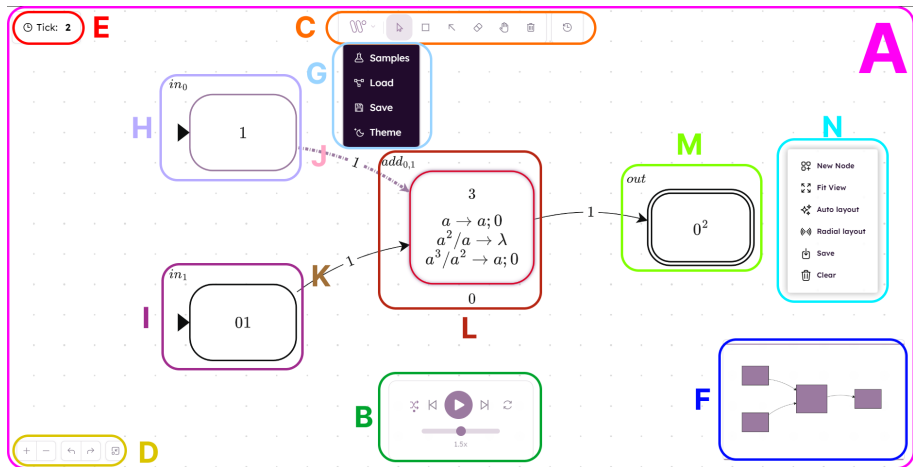 Tick: 2
E
C
A
Samples
Load
Save
Theme
G
in₀
1
H
J
1
add₀,₁
3
a → a; 0
a²/a → λ
a³/a² → a; 0
0
L
1
M
out
0²
N
New Node
Fit View
Auto layout
Radial layout
Save
Clear
K
1
in₁
01
I
B
1.5x
F
D